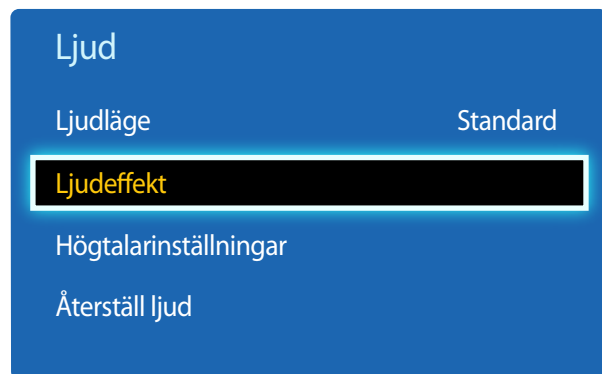 Ljud
Ljudläge Standard
Ljudeffekt
Högtalarinställningar
Återställ ljud